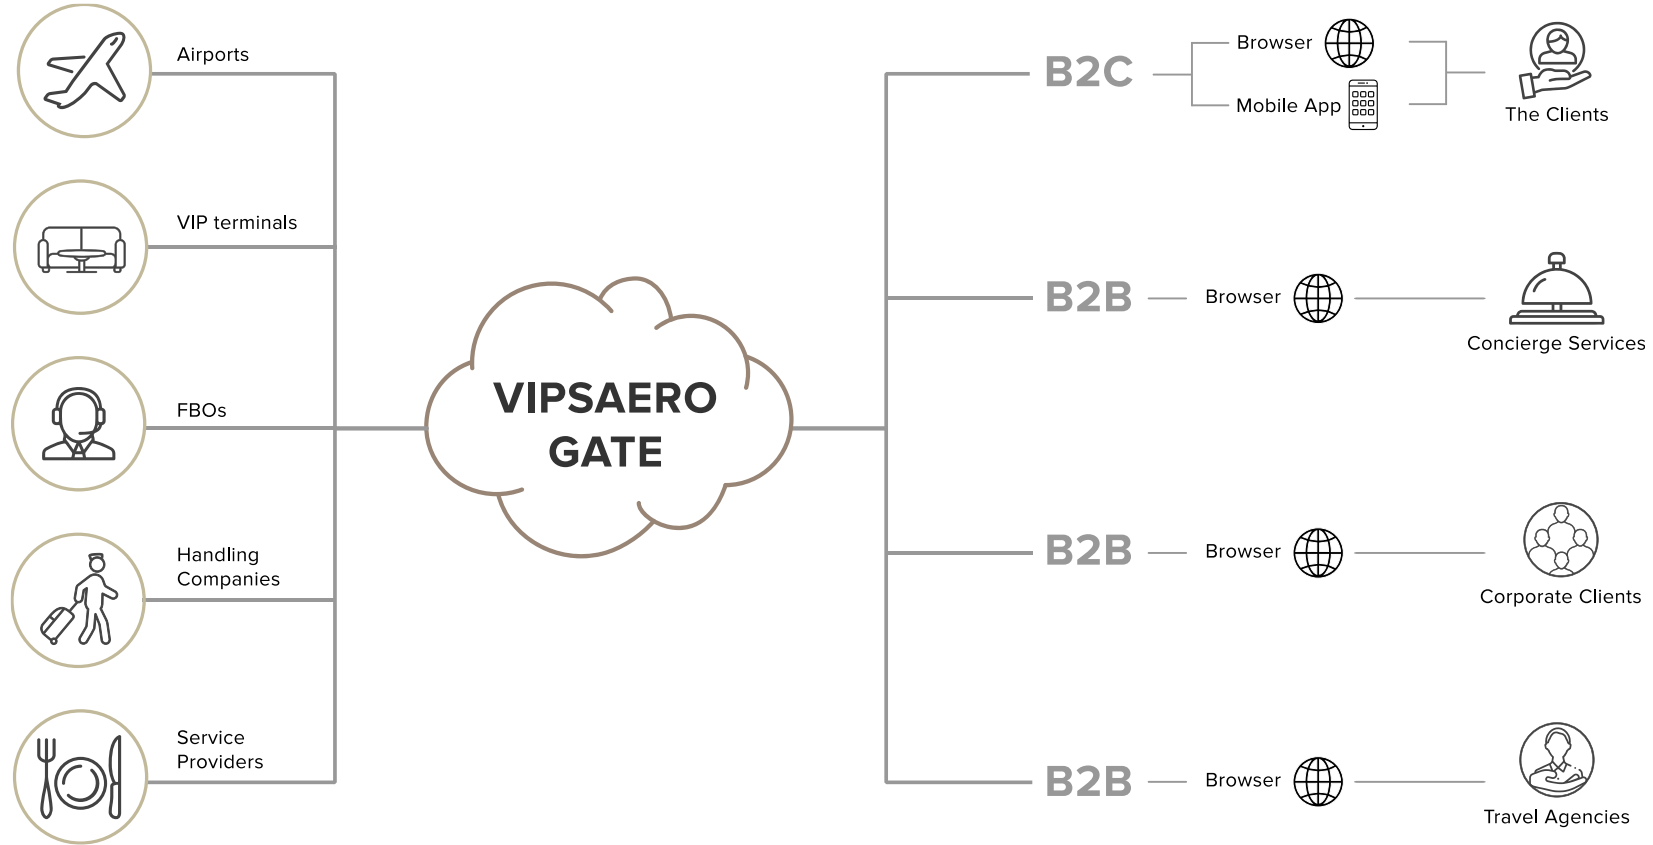 Airports
VIP terminals
FBOs
Handling
Companies
Service
Providers
VIPSAERO
GATE
B2C
Browser
Mobile App
The Clients
B2B
Browser
Concierge Services
B2B
Browser
Corporate Clients
B2B
Browser
Travel Agencies